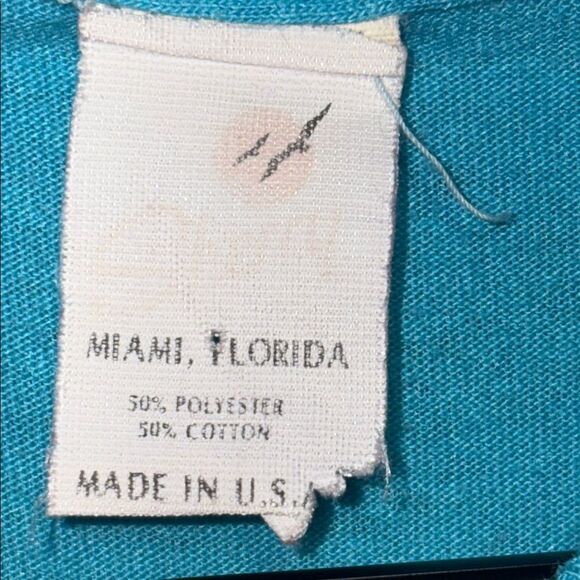 MIAMI, FLORIDA
50% POLYESTER
50% COTTON
MADE IN U.S.A